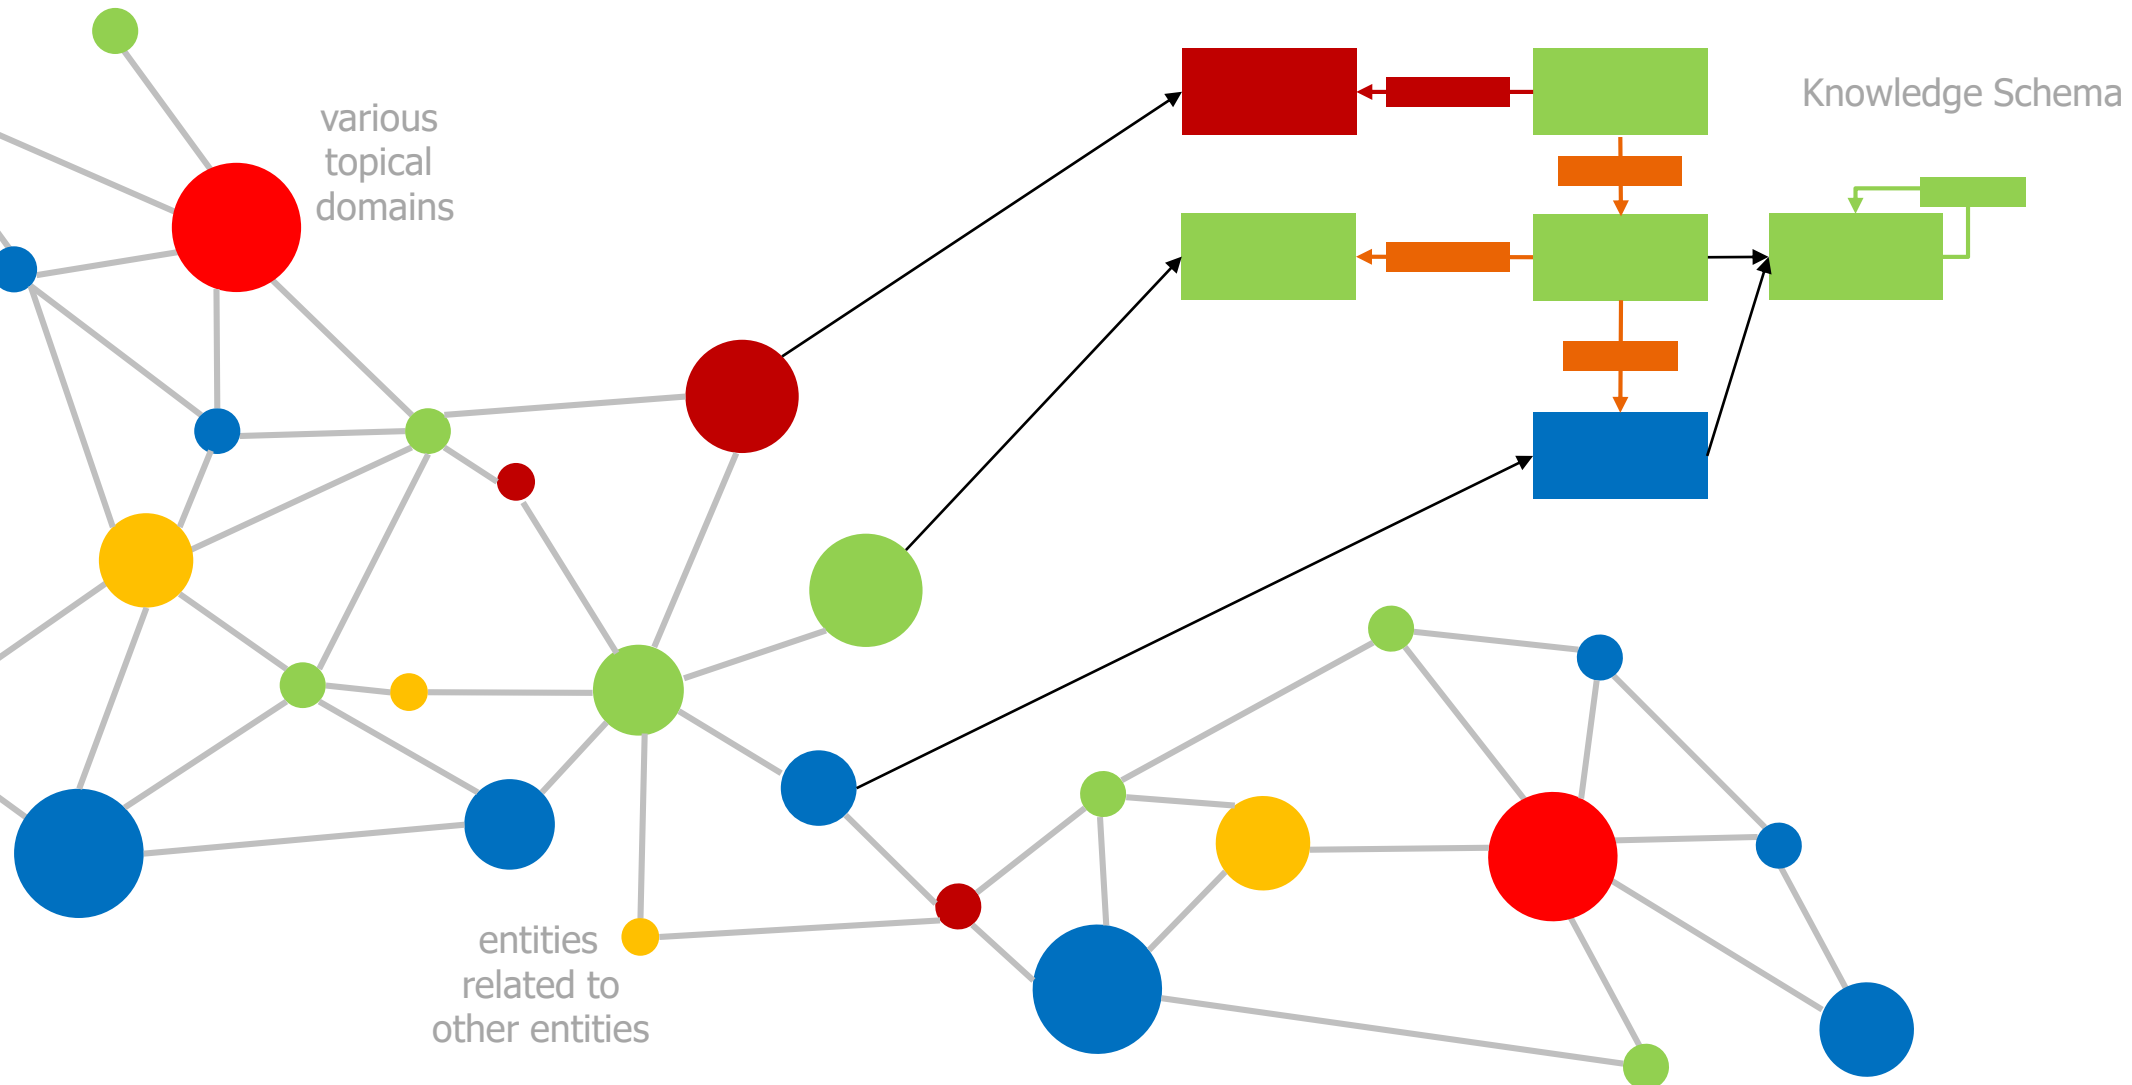 various
topical
domains
Knowledge Schema
entities
related to
other entities